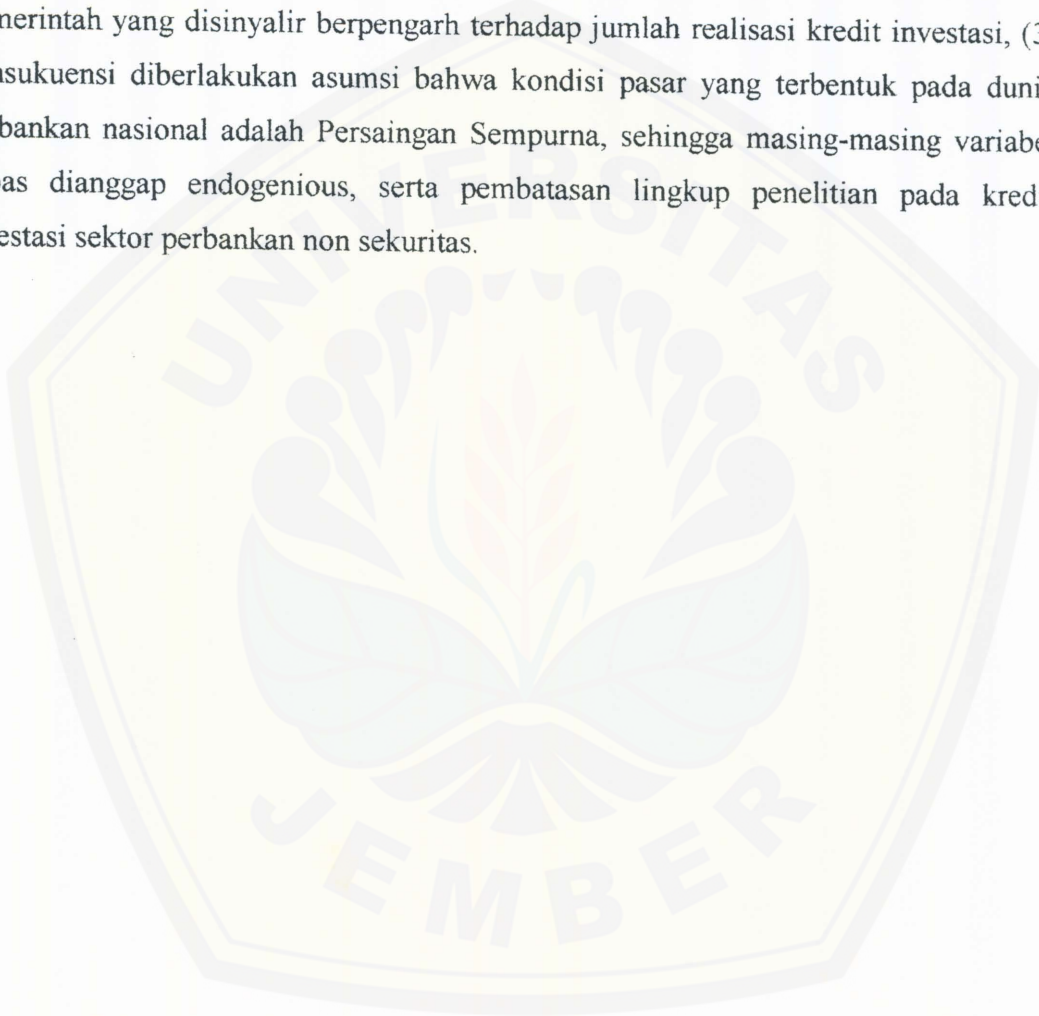 merintah yang disinyalir berpengarh terhadap jumlah realisasi kredit investasi, (3
sukuensi diberlakukan asumsi bahwa kondisi pasar yang terbentuk pada duni
bankan nasional adalah Persaingan Sempurna, sehingga masing-masing variabe
as dianggap endogenious, serta pembatasan lingkup penelitian pada kred
estasi sektor perbankan non sekuritas.
UNIVERSITAS
JEMBER